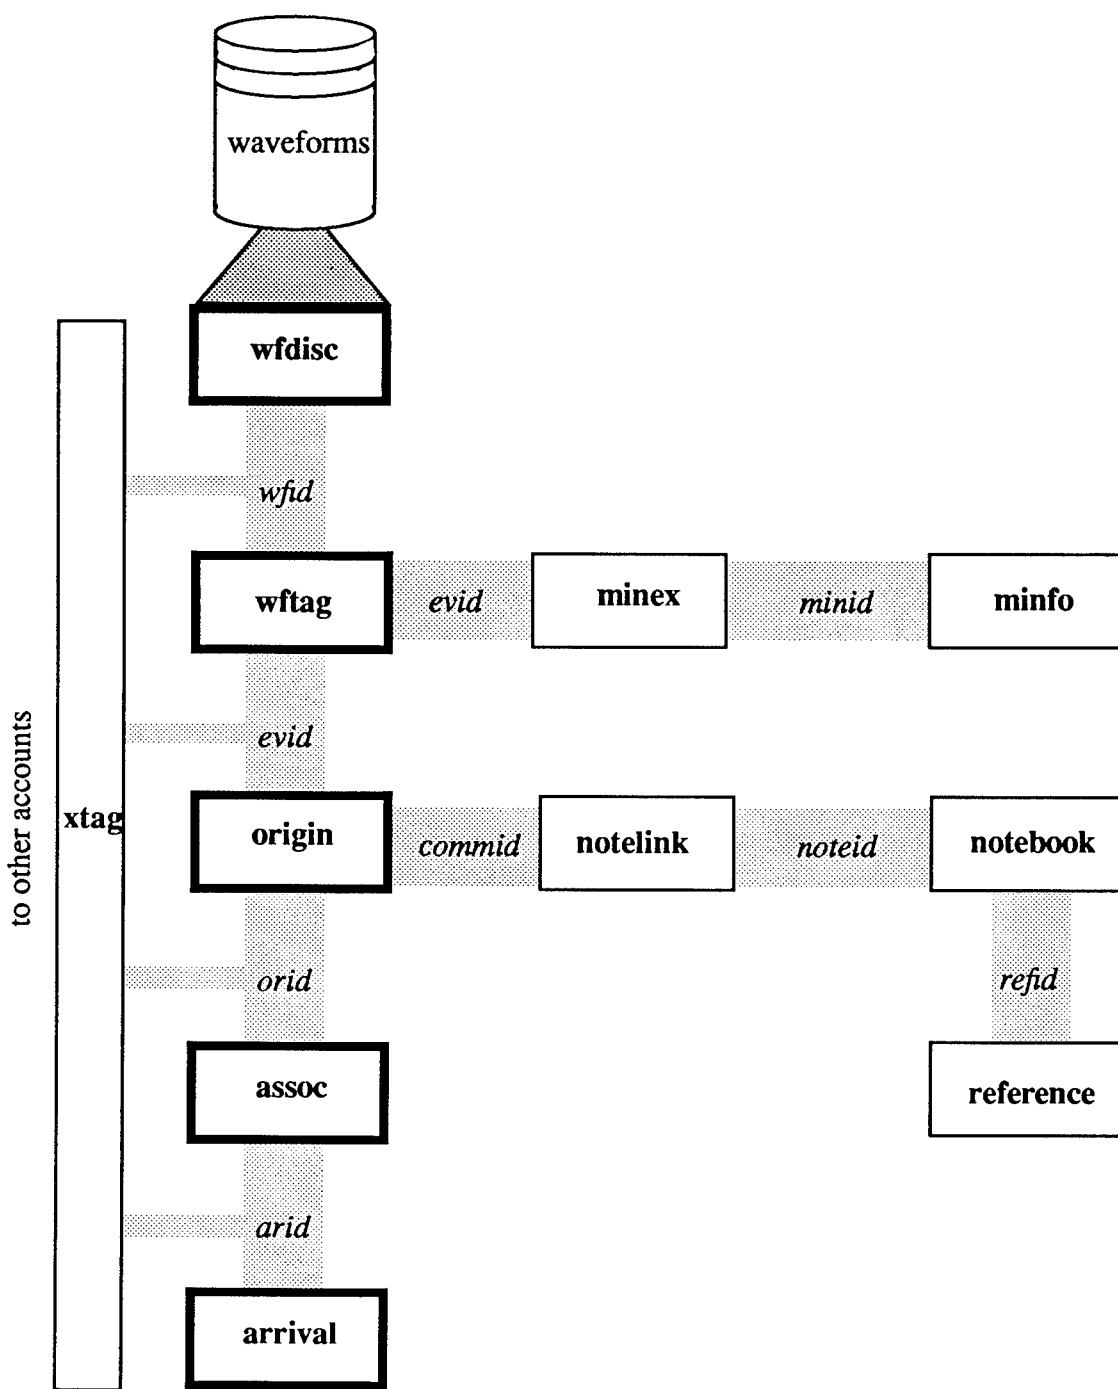 waveforms
wfdisc
wfid
wftag
evid
minex
minid
minfo
evid
to other accounts
xtag
origin
commid
notelink
noteid
notebook
orid
refid
assoc
reference
arid
arrival